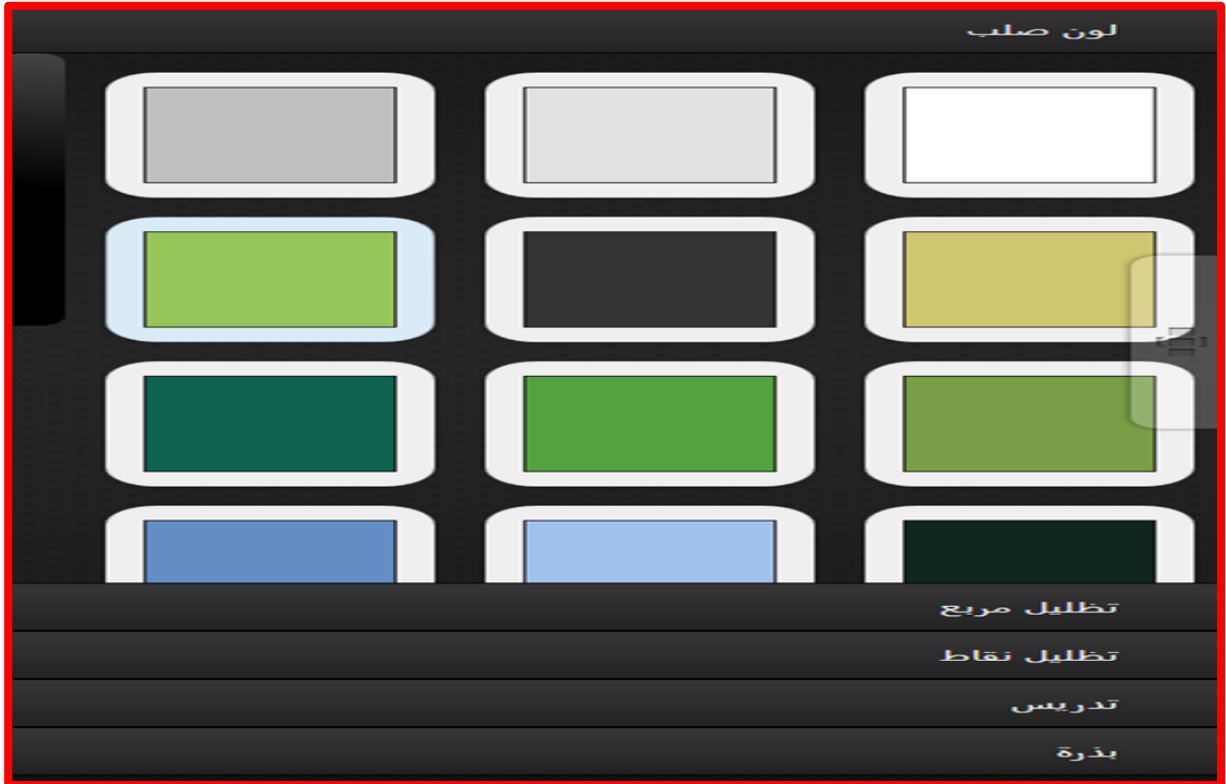 لون صلب
تظليل مربع
تظليل نقاط
تدريس
بذرة